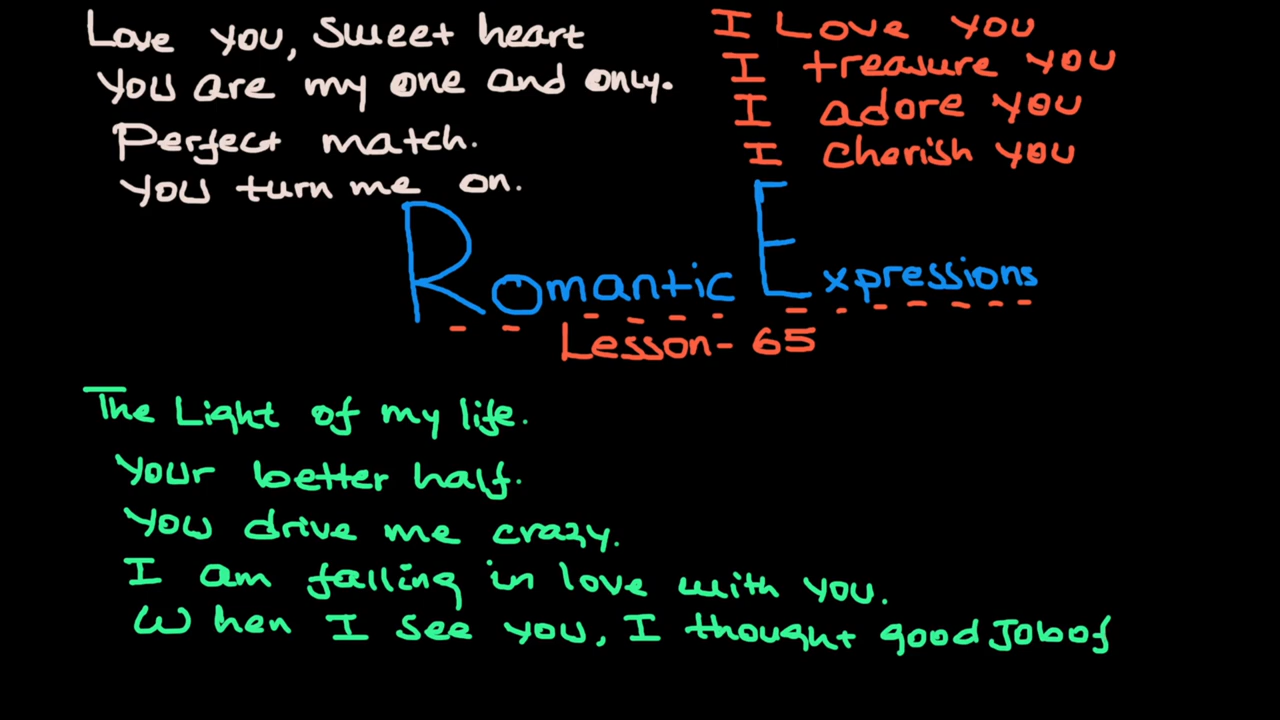 Love you, Sweet heart
You are my one and only.
Perfect match.
You turn me on.
I Love you
I treasure you
I adore you
I cherish you
Romantic Expressions
Lesson-65
The Light of my life.
Your better half.
You drive me crazy.
I am falling in love with you.
When I see you, I thought good Job of